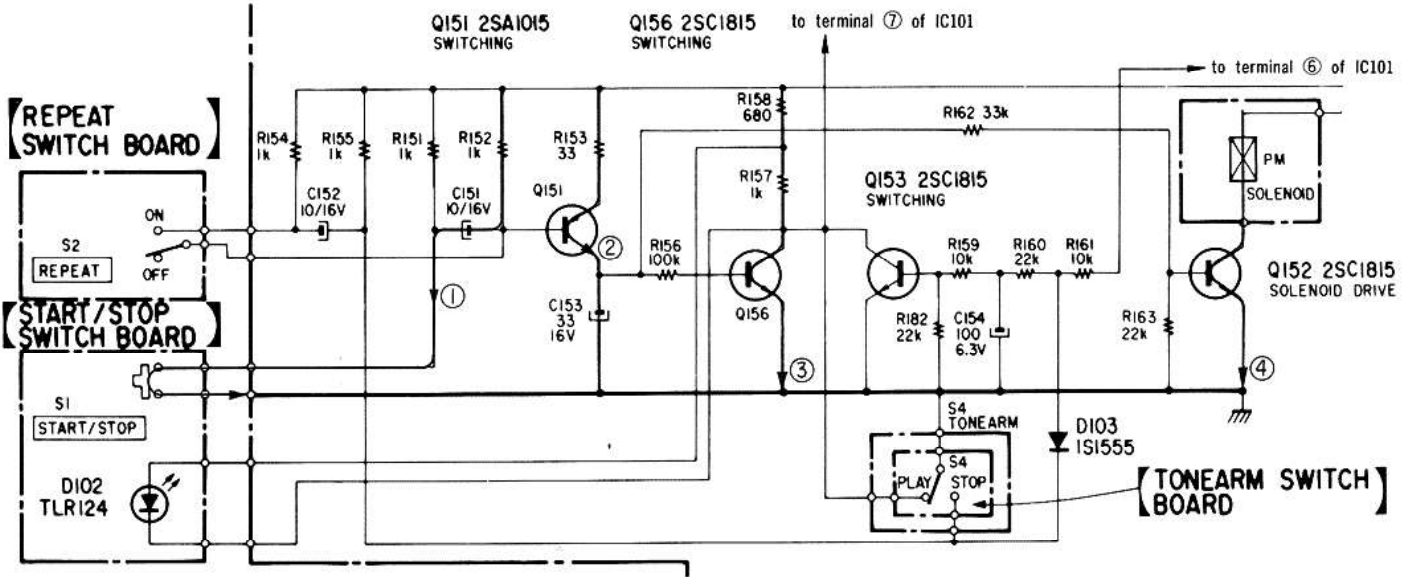 Q151 2SA1015
SWITCHING
Q156 2SC1815
SWITCHING
to terminal ⑦ of IC101
to terminal ⑥ of IC101
REPEAT
SWITCH BOARD
R154
1k
R155
1k
R151
1k
R152
1k
R153
33
R158
680
R162 33k
C152
10/16V
C151
10/16V
Q151
R157
1k
Q153 2SC1815
SWITCHING
PM
SOLENOID
ON
S2
REPEAT
OFF
②
R156
100k
R159
10k
R160
22k
R161
10k
Q152 2SC1815
SOLENOID DRIVE
①
START/STOP
SWITCH BOARD
C153
33
16V
Q156
R182
22k
C154
100
6.3V
R163
22k
③
④
S1
START/STOP
S4
TONEARM
D103
1S1555
S4
PLAY
STOP
TONEARM SWITCH
BOARD
D102
TLR124